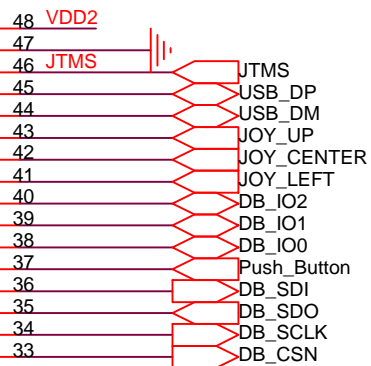 48 VDD2
47
46 JTMS JTMS
45 USB_DP
44 USB_DM
43 JOY_UP
42 JOY_CENTER
41 JOY_LEFT
40 DB_IO2
39 DB_IO1
38 DB_IO0
37 Push_Button
36 DB_SDI
35 DB_SDO
34 DB_SCLK
33 DB_CSN